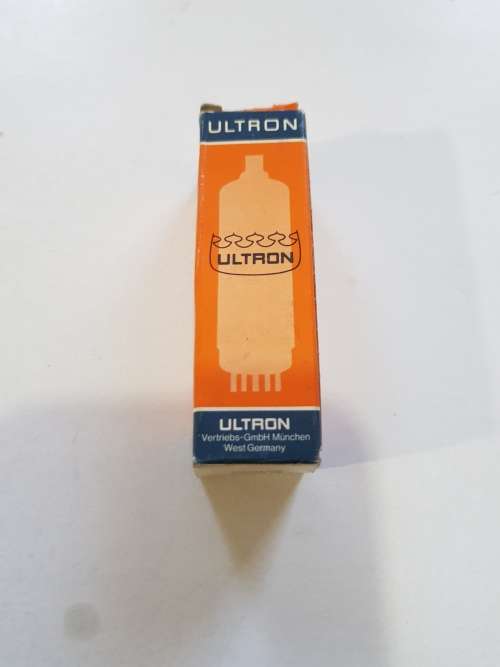 ULTRON
ULTRON
ULTRON
Vertriebs-GmbH München
West Germany